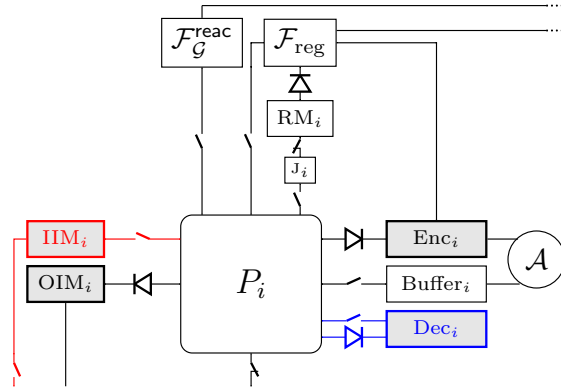 ℱ_𝒢^reac
ℱ_reg
RM_i
J_i
IIM_i
Enc_i
𝒜
OIM_i
P_i
Buffer_i
Dec_i